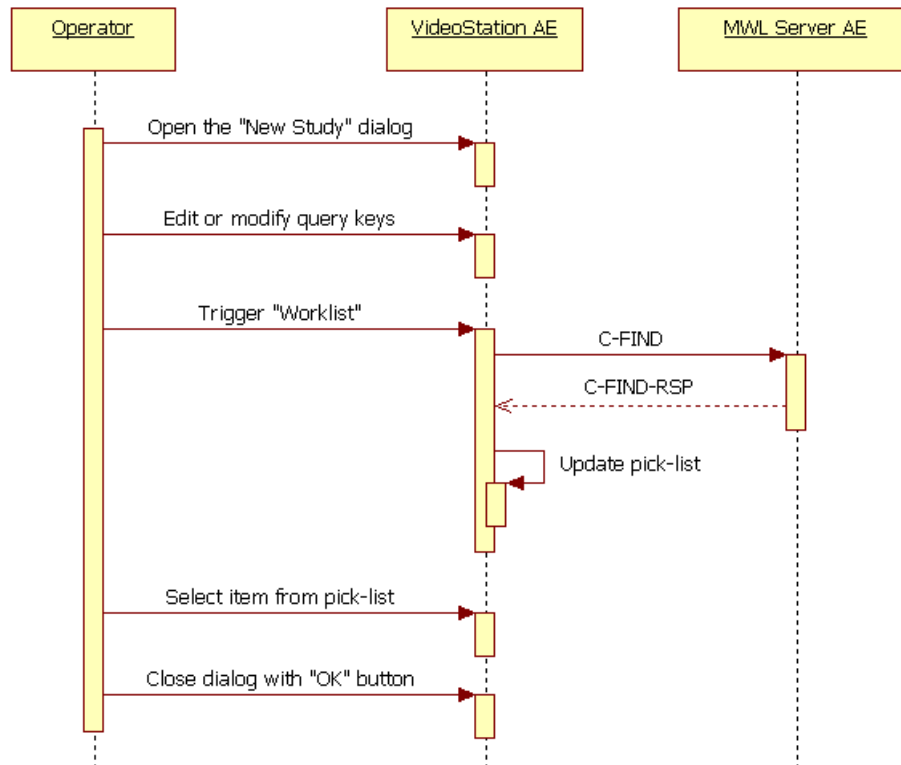 Operator
VideoStation AE
MWL Server AE
Open the "New Study" dialog
Edit or modify query keys
Trigger "Worklist"
C-FIND
C-FIND-RSP
Update pick-list
Select item from pick-list
Close dialog with "OK" button